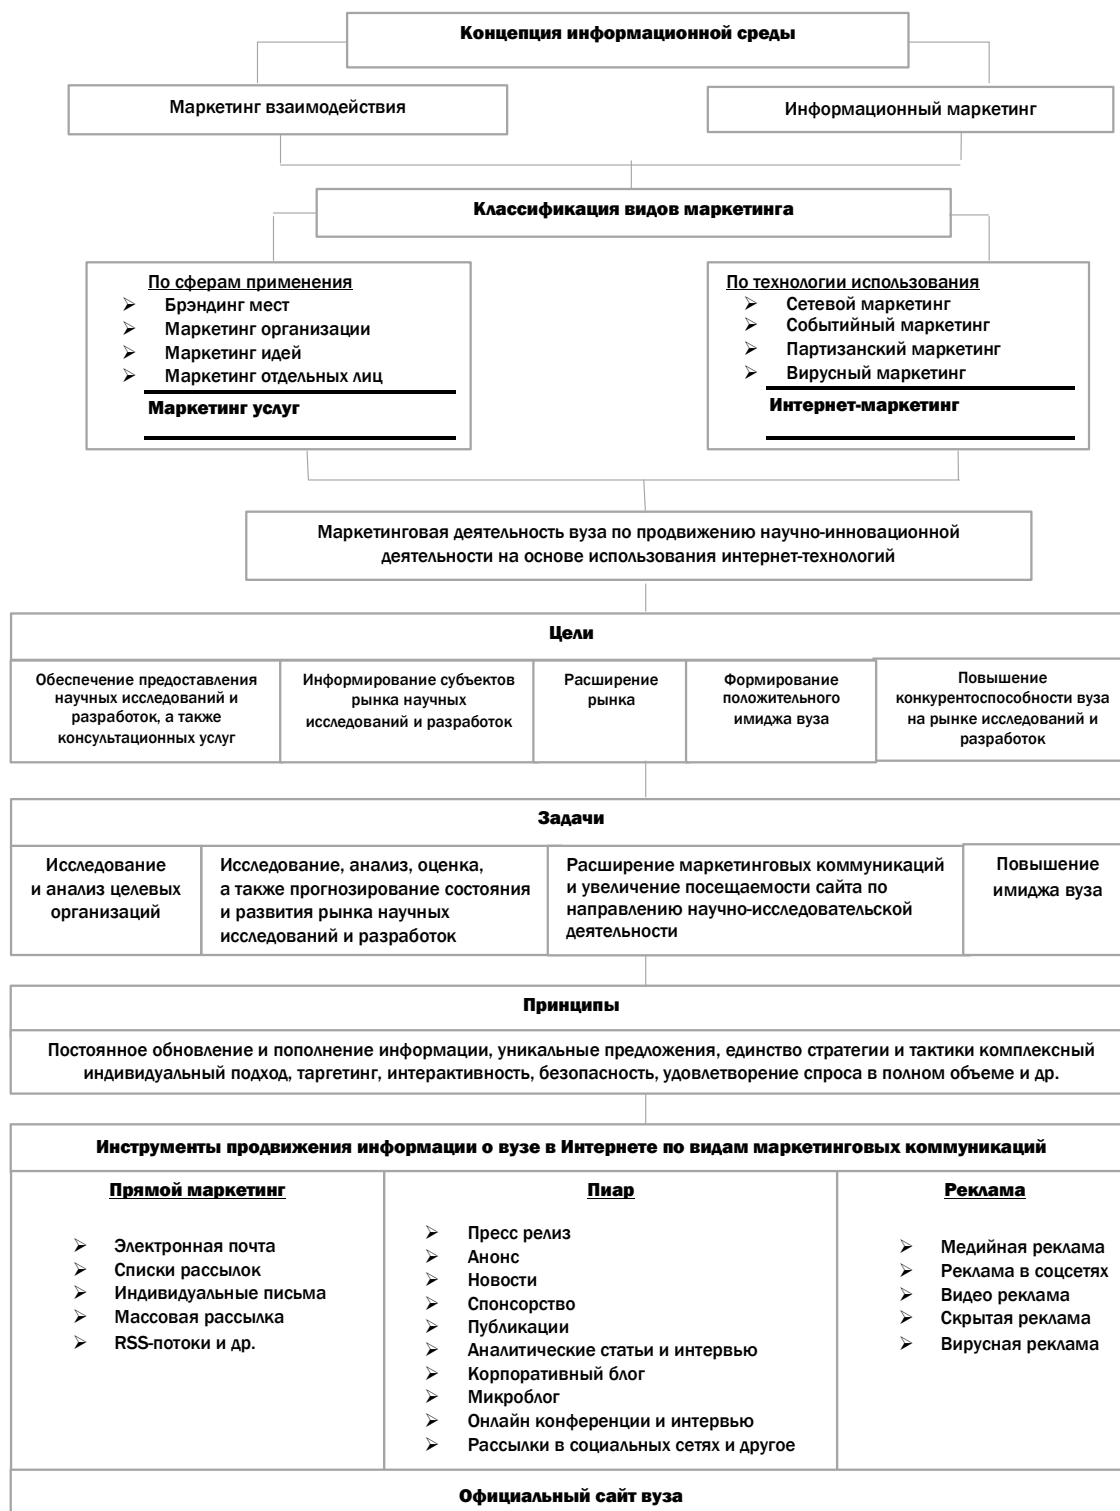 Концепция информационной среды
Маркетинг взаимодействия
Информационный маркетинг
Классификация видов маркетинга
По сферам применения
➢ Брэндинг мест
➢ Маркетинг организации
➢ Маркетинг идей
➢ Маркетинг отдельных лиц
Маркетинг услуг
По технологии использования
➢ Сетевой маркетинг
➢ Событийный маркетинг
➢ Партизанский маркетинг
➢ Вирусный маркетинг
Интернет-маркетинг
Маркетинговая деятельность вуза по продвижению научно-инновационной
деятельности на основе использования интернет-технологий
Цели
Обеспечение предоставления
научных исследований и
разработок, а также
консультационных услуг
Информирование субъектов
рынка научных
исследований и разработок
Расширение
рынка
Формирование
положительного
имиджа вуза
Повышение
конкурентоспособности вуза
на рынке исследований и
разработок
Задачи
Исследование
и анализ целевых
организаций
Исследование, анализ, оценка,
а также прогнозирование состояния
и развития рынка научных
исследований и разработок
Расширение маркетинговых коммуникаций
и увеличение посещаемости сайта по
направлению научно-исследовательской
деятельности
Повышение
имиджа вуза
Принципы
Постоянное обновление и пополнение информации, уникальные предложения, единство стратегии и тактики комплексный
индивидуальный подход, таргетинг, интерактивность, безопасность, удовлетворение спроса в полном объеме и др.
Инструменты продвижения информации о вузе в Интернете по видам маркетинговых коммуникаций
Прямой маркетинг
➢ Электронная почта
➢ Списки рассылок
➢ Индивидуальные письма
➢ Массовая рассылка
➢ RSS-потоки и др.
Пиар
➢ Пресс релиз
➢ Анонс
➢ Новости
➢ Спонсорство
➢ Публикации
➢ Аналитические статьи и интервью
➢ Корпоративный блог
➢ Микроблог
➢ Онлайн конференции и интервью
➢ Рассылки в социальных сетях и другое
Реклама
➢ Медийная реклама
➢ Реклама в соцсетях
➢ Видео реклама
➢ Скрытая реклама
➢ Вирусная реклама
Официальный сайт вуза